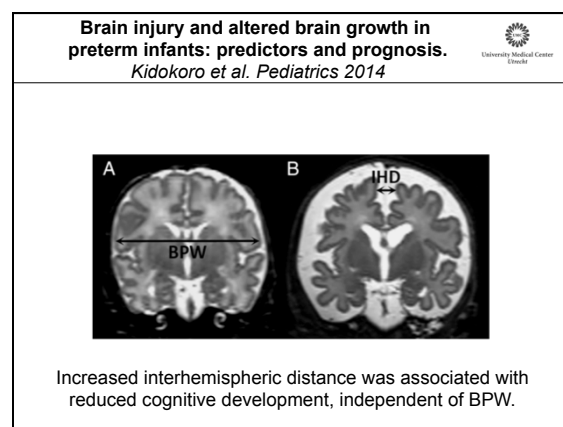 Brain injury and altered brain growth in
preterm infants: predictors and prognosis.
Kidokoro et al. Pediatrics 2014
UMC
University Medical Center
Utrecht
A
B
IHD
BPW
Increased interhemispheric distance was associated with
reduced cognitive development, independent of BPW.